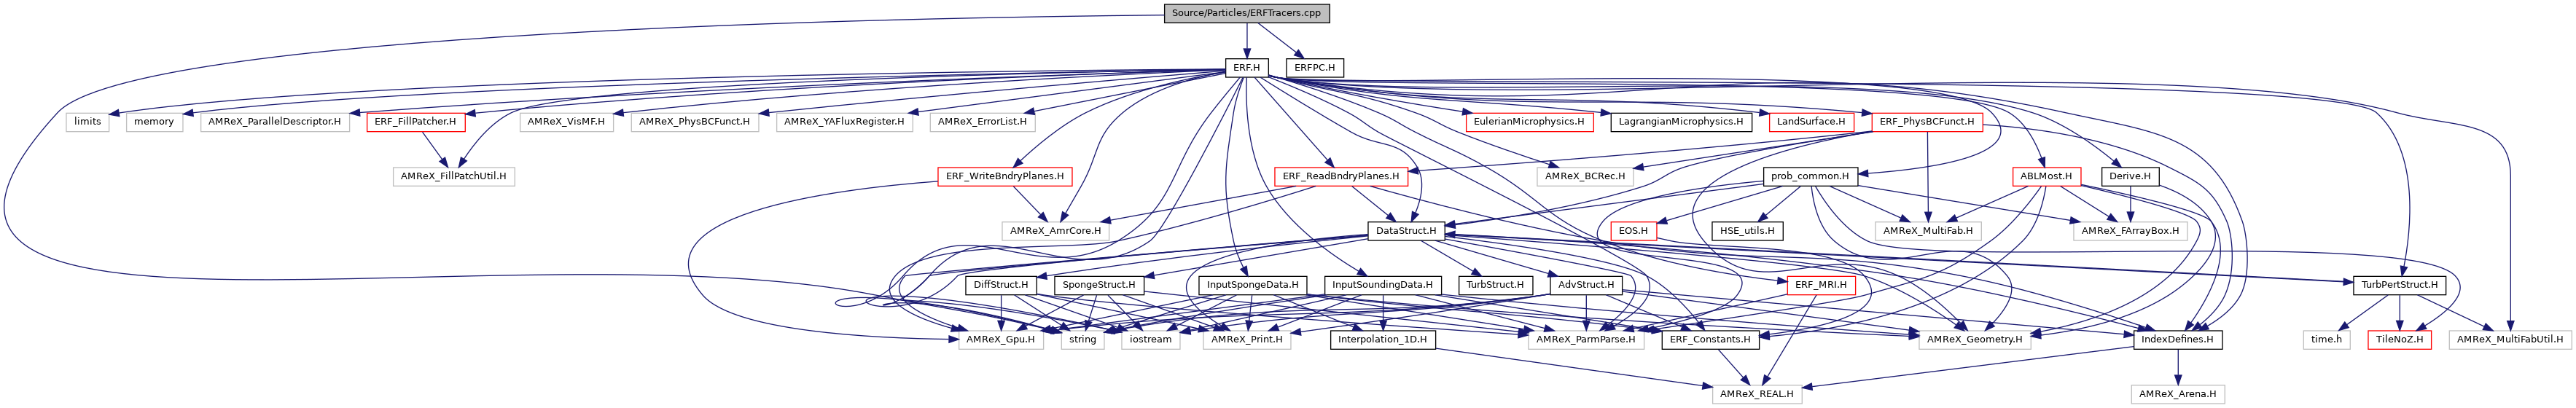 Source/Particles/ERFTracers.cpp
ERF.H
ERFPC.H
limits
memory
AMReX_ParallelDescriptor.H
ERF_FillPatcher.H
AMReX_VisMF.H
AMReX_PhysBCFunct.H
AMReX_YAFluxRegister.H
AMReX_ErrorList.H
EulerianMicrophysics.H
LagrangianMicrophysics.H
LandSurface.H
ERF_PhysBCFunct.H
AMReX_FillPatchUtil.H
ERF_WriteBndryPlanes.H
ERF_ReadBndryPlanes.H
AMReX_BCRec.H
prob_common.H
ABLMost.H
Derive.H
AMReX_AmrCore.H
DataStruct.H
EOS.H
HSE_utils.H
AMReX_MultiFab.H
AMReX_FArrayBox.H
DiffStruct.H
SpongeStruct.H
InputSpongeData.H
InputSoundingData.H
TurbStruct.H
AdvStruct.H
ERF_MRI.H
TurbPertStruct.H
AMReX_Gpu.H
string
iostream
AMReX_Print.H
Interpolation_1D.H
AMReX_ParmParse.H
ERF_Constants.H
AMReX_Geometry.H
IndexDefines.H
time.h
TileNoZ.H
AMReX_MultiFabUtil.H
AMReX_REAL.H
AMReX_Arena.H